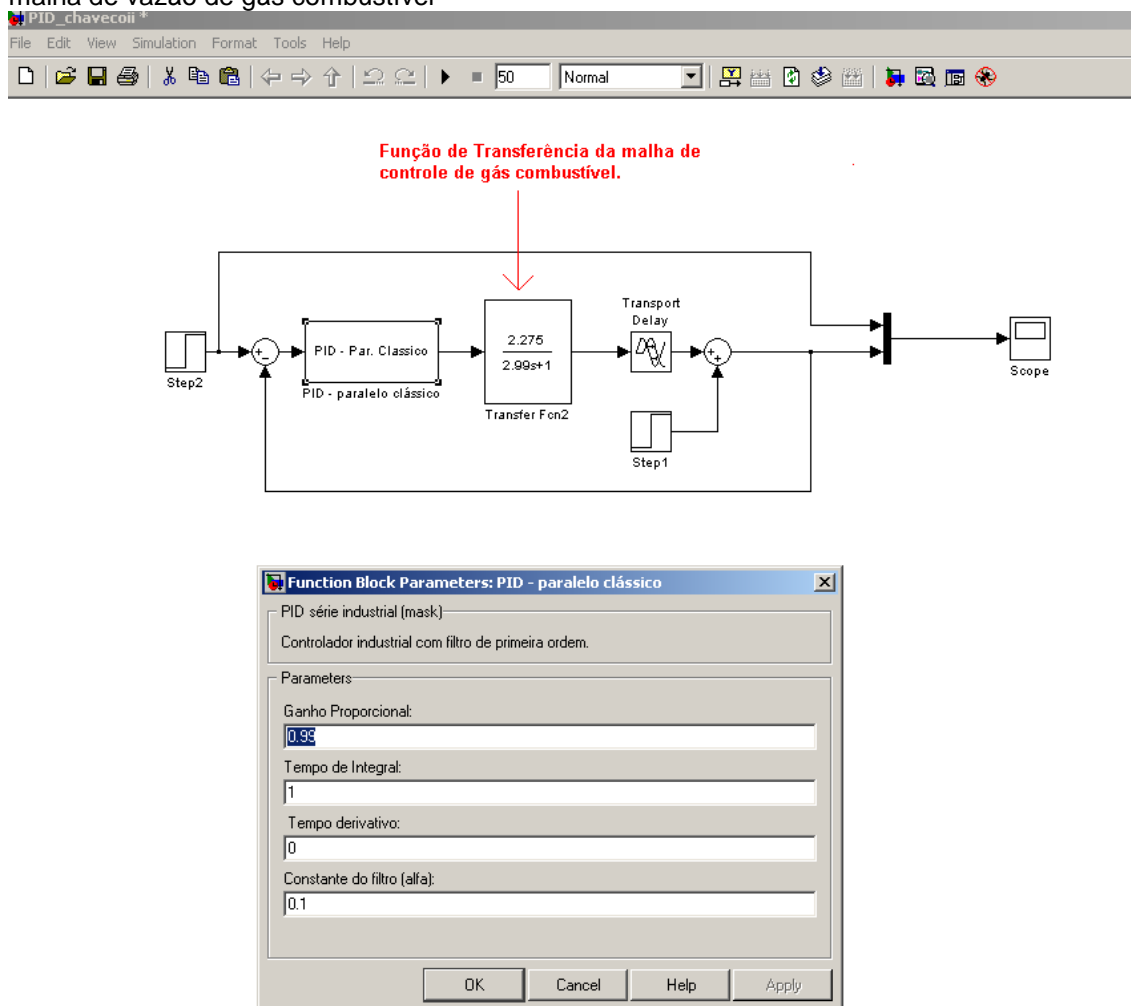 malha de vazão de gás combustível
PID_chavecoii *
File Edit View Simulation Format Tools Help
50 Normal
Função de Transferência da malha de
controle de gás combustível.
Transport
Delay
PID - Par. Classico
2.275
2.99s+1
Step2
PID - paralelo clássico
Transfer Fcn2
Scope
Step1
Function Block Parameters: PID - paralelo clássico
PID série industrial (mask)
Controlador industrial com filtro de primeira ordem.
Parameters
Ganho Proporcional:
0.99
Tempo de Integral:
1
Tempo derivativo:
0
Constante do filtro (alfa):
0.1
OK Cancel Help Apply